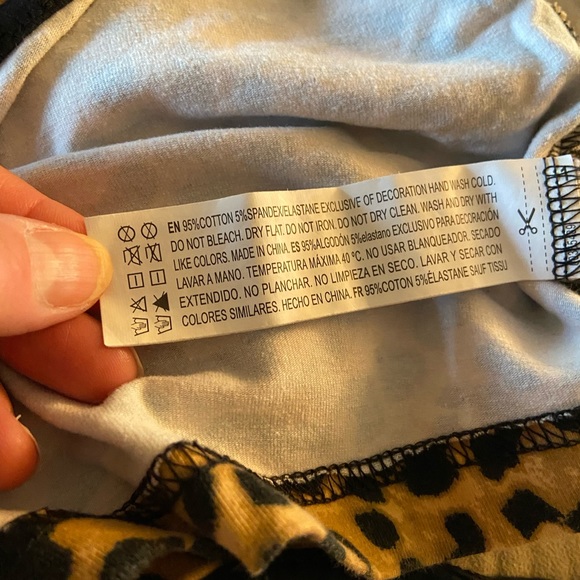 EN 95%COTTON 5%SPANDEX/ELASTANE EXCLUSIVE OF DECORATION HAND WASH COLD.
DO NOT BLEACH. DRY FLAT. DO NOT IRON. DO NOT DRY CLEAN. WASH AND DRY WITH
LIKE COLORS. MADE IN CHINA. ES 95%ALGODÓN 5%elastano EXCLUSIVO PARA DECORACIÓN
LAVAR A MANO. TEMPERATURA MÁXIMA 40 °C. NO USAR BLANQUEADOR. SECADO
EXTENDIDO. NO PLANCHAR. NO LIMPIEZA EN SECO. LAVAR Y SECAR CON
COLORES SIMILARES. HECHO EN CHINA. FR 95%COTON 5%ÉLASTANE SAUF TISSU